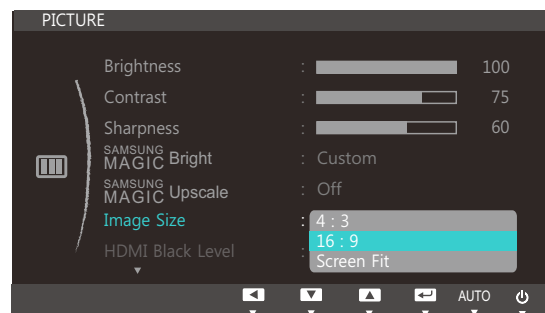 PICTURE
Brightness : 100
Contrast : 75
Sharpness : 60
SAMSUNG MAGIC Bright : Custom
SAMSUNG MAGIC Upscale : Off
Image Size : 4 : 3
16 : 9
HDMI Black Level :
Screen Fit
AUTO